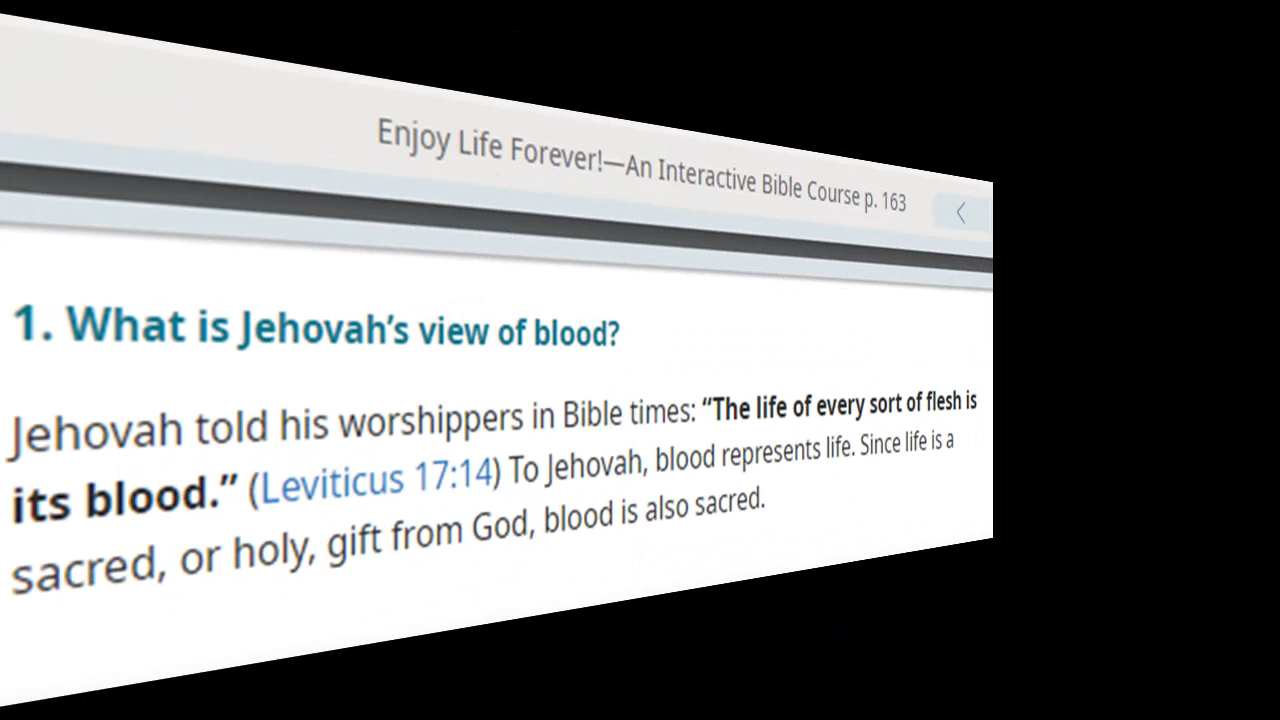 Enjoy Life Forever!—An Interactive Bible Course p. 163
1. What is Jehovah’s view of blood?
Jehovah told his worshippers in Bible times: “The life of every sort of flesh is
its blood.” (Leviticus 17:14) To Jehovah, blood represents life. Since life is a
sacred, or holy, gift from God, blood is also sacred.